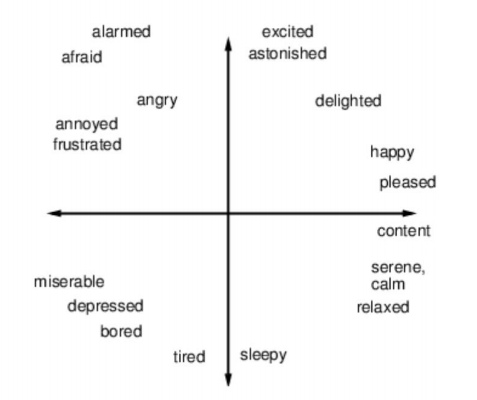 alarmed
excited
afraid
astonished
angry
delighted
annoyed
frustrated
happy
pleased
content
serene,
calm
miserable
depressed
relaxed
bored
tired
sleepy